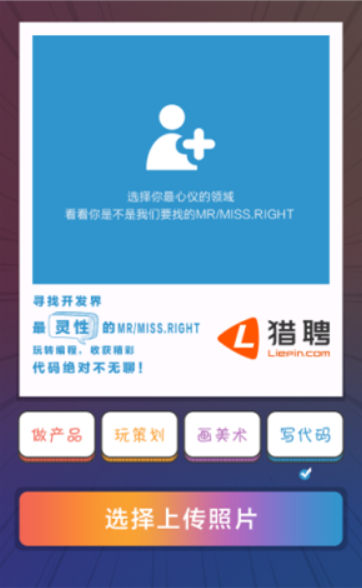 选择你最心仪的领域
看看你是不是我们要找的MR/MISS.RIGHT
寻找开发界
最 灵性 的MR/MISS.RIGHT
玩转编程，收获精彩
代码绝对不无聊！
猎聘
Liepin.com
做产品
玩策划
画美术
写代码
选择上传照片